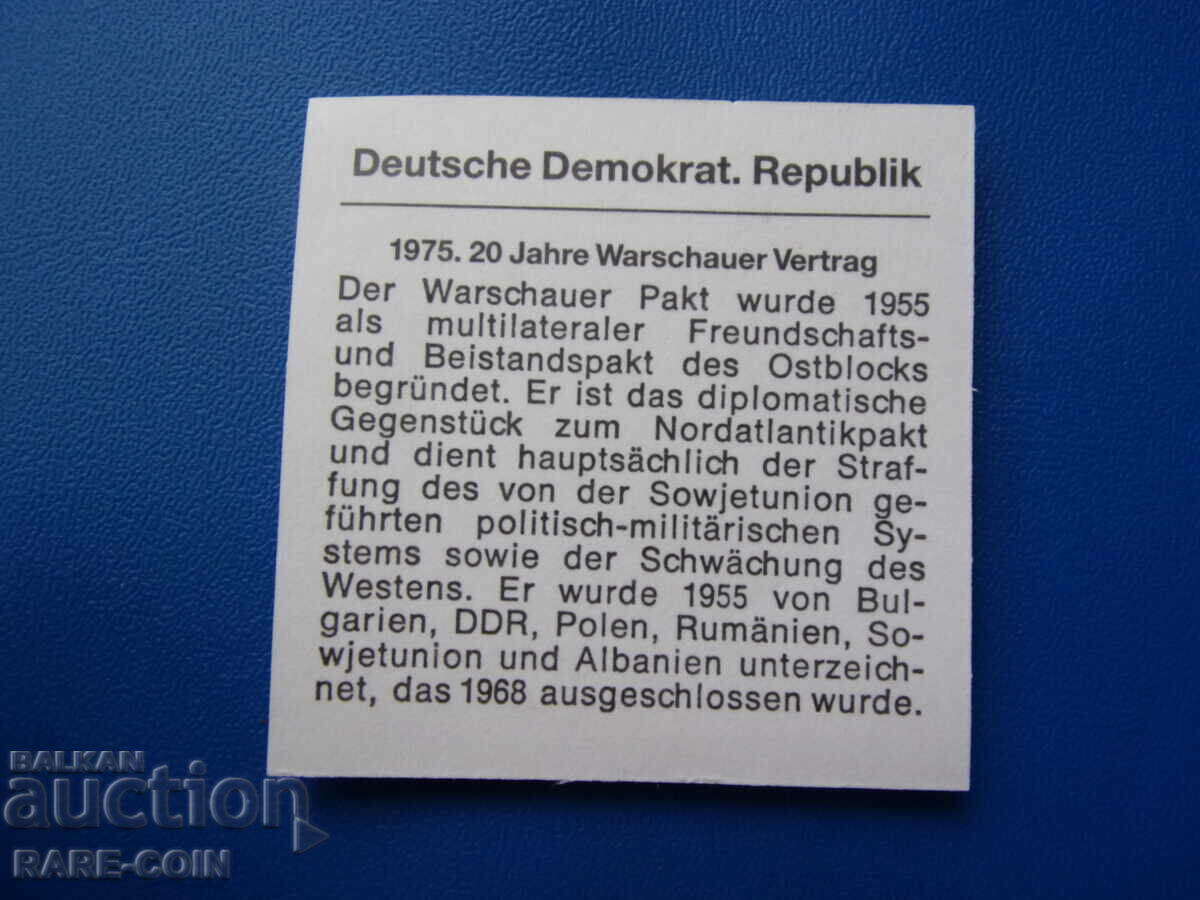 Deutsche Demokrat. Republik
1975. 20 Jahre Warschauer Vertrag
Der Warschauer Pakt wurde 1955
als multilateraler Freundschafts-
und Beistandspakt des Ostblocks
begründet. Er ist das diplomatische
Gegenstück zum Nordatlantikpakt
und dient hauptsächlich der Straf-
fung des von der Sowjetunion ge-
führten politisch-militärischen Sy-
stems sowie der Schwächung des
Westens. Er wurde 1955 von Bul-
garien, DDR, Polen, Rumänien, So-
wjetunion und Albanien unterzeich-
net, das 1968 ausgeschlossen wurde.
BALKAN
auction
RARE-COIN